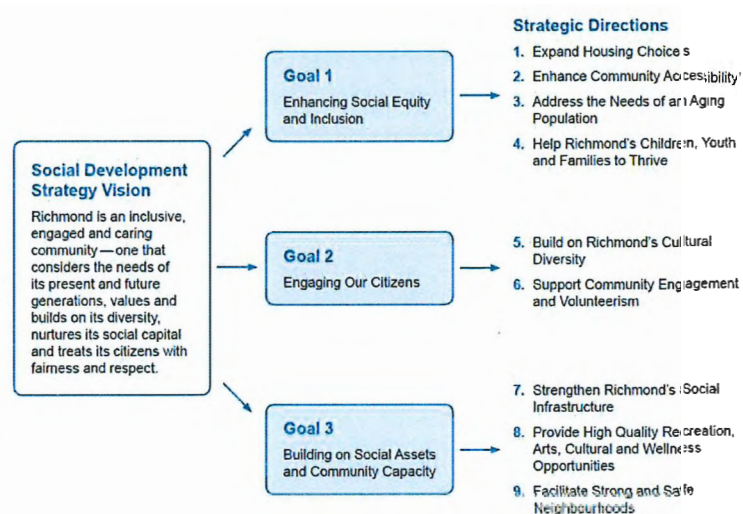 Social Development
Strategy Vision
Richmond is an inclusive,
engaged and caring
community—one that
considers the needs of
its present and future
generations, values and
builds on its diversity,
nurtures its social capital
and treats its citizens with
fairness and respect.
Goal 1
Enhancing Social Equity
and Inclusion
Goal 2
Engaging Our Citizens
Goal 3
Building on Social Assets
and Community Capacity
Strategic Directions
1. Expand Housing Choices
2. Enhance Community Accessibility
3. Address the Needs of an Aging
Population
4. Help Richmond's Children, Youth
and Families to Thrive
5. Build on Richmond's Cultural
Diversity
6. Support Community Engagement
and Volunteerism
7. Strengthen Richmond's Social
Infrastructure
8. Provide High Quality Recreation,
Arts, Cultural and Wellness
Opportunities
9. Facilitate Strong and Safe
Neighbourhoods